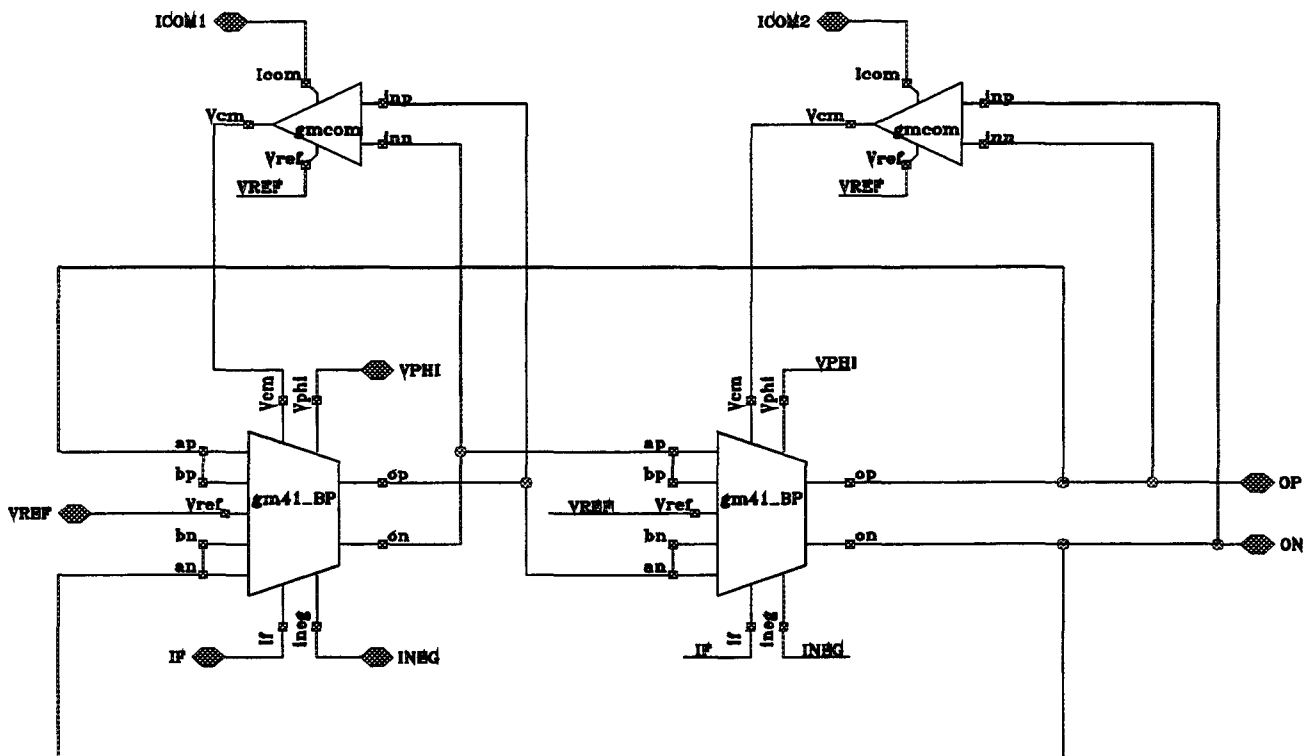 ICOM1
ICOM2
Icom
Icom
inp
inp
Vcm
gmcom
Vcm
gmcom
inn
inn
Vref
Vref
VREF
VREF
VPHI
VPHI
Vcm
Vphi
Vcm
Vphi
ap
ap
bp
op
bp
op
OP
VREF
Vref
gm41_BP
VREF
Vref
gm41_BP
bn
on
bn
on
ON
an
an
If
ineg
If
ineg
IF
INEG
IF
INEG